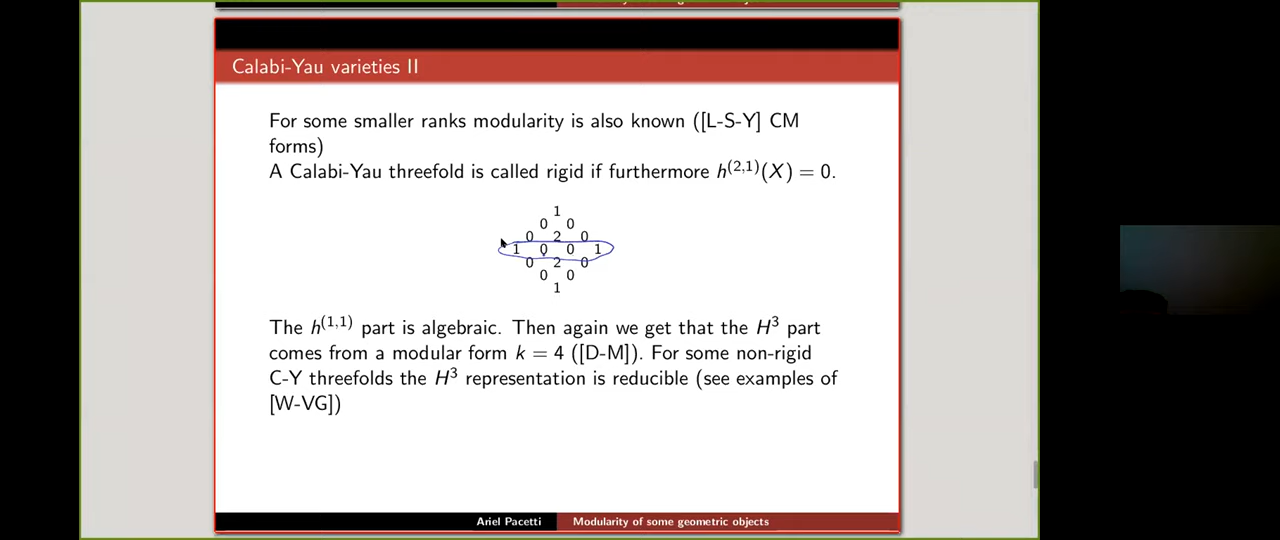 Calabi-Yau varieties II
For some smaller ranks modularity is also known ([L-S-Y] CM
forms)
A Calabi-Yau threefold is called rigid if furthermore h^(2,1)(X) = 0.
1
0 0
0 2 0
1 0 0 1
0 2 0
0 0
1
The h^(1,1) part is algebraic. Then again we get that the H^3 part
comes from a modular form k = 4 ([D-M]). For some non-rigid
C-Y threefolds the H^3 representation is reducible (see examples of
[W-VG])
Ariel Pacetti Modularity of some geometric objects